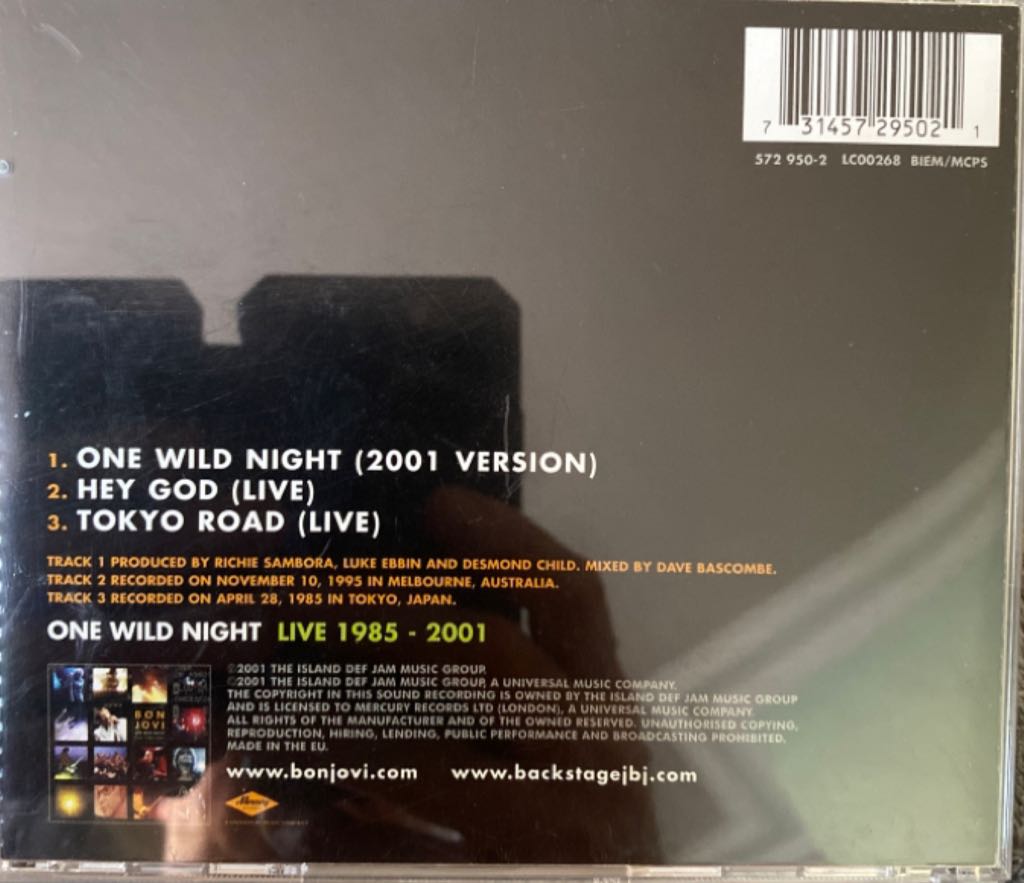 7 31457 29502 1
572 950-2 LC00268 BIEM/MCPS
1. ONE WILD NIGHT (2001 VERSION)
2. HEY GOD (LIVE)
3. TOKYO ROAD (LIVE)
TRACK 1 PRODUCED BY RICHIE SAMBORA, LUKE EBBIN AND DESMOND CHILD. MIXED BY DAVE BASCOMBE.
TRACK 2 RECORDED ON NOVEMBER 10, 1995 IN MELBOURNE, AUSTRALIA.
TRACK 3 RECORDED ON APRIL 28, 1985 IN TOKYO, JAPAN.
ONE WILD NIGHT LIVE 1985 - 2001
2001 THE ISLAND DEF JAM MUSIC GROUP.
©2001 THE ISLAND DEF JAM MUSIC GROUP, A UNIVERSAL MUSIC COMPANY.
THE COPYRIGHT IN THIS SOUND RECORDING IS OWNED BY THE ISLAND DEF JAM MUSIC GROUP
AND IS LICENSED TO MERCURY RECORDS LTD (LONDON), A UNIVERSAL MUSIC COMPANY
ALL RIGHTS OF THE MANUFACTURER AND OF THE OWNED RESERVED. UNAUTHORISED COPYING,
REPRODUCTION, HIRING, LENDING, PUBLIC PERFORMANCE AND BROADCASTING PROHIBITED.
MADE IN THE EU.
BON
JOVI
www.bonjovi.com www.backstagejbj.com
Mercury